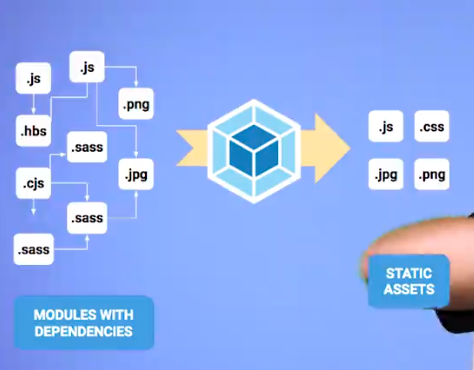 .js
.js
.png
.hbs
.sass
.cjs
.jpg
.sass
.sass
.js
.css
.jpg
.png
STATIC
ASSETS
MODULES WITH
DEPENDENCIES